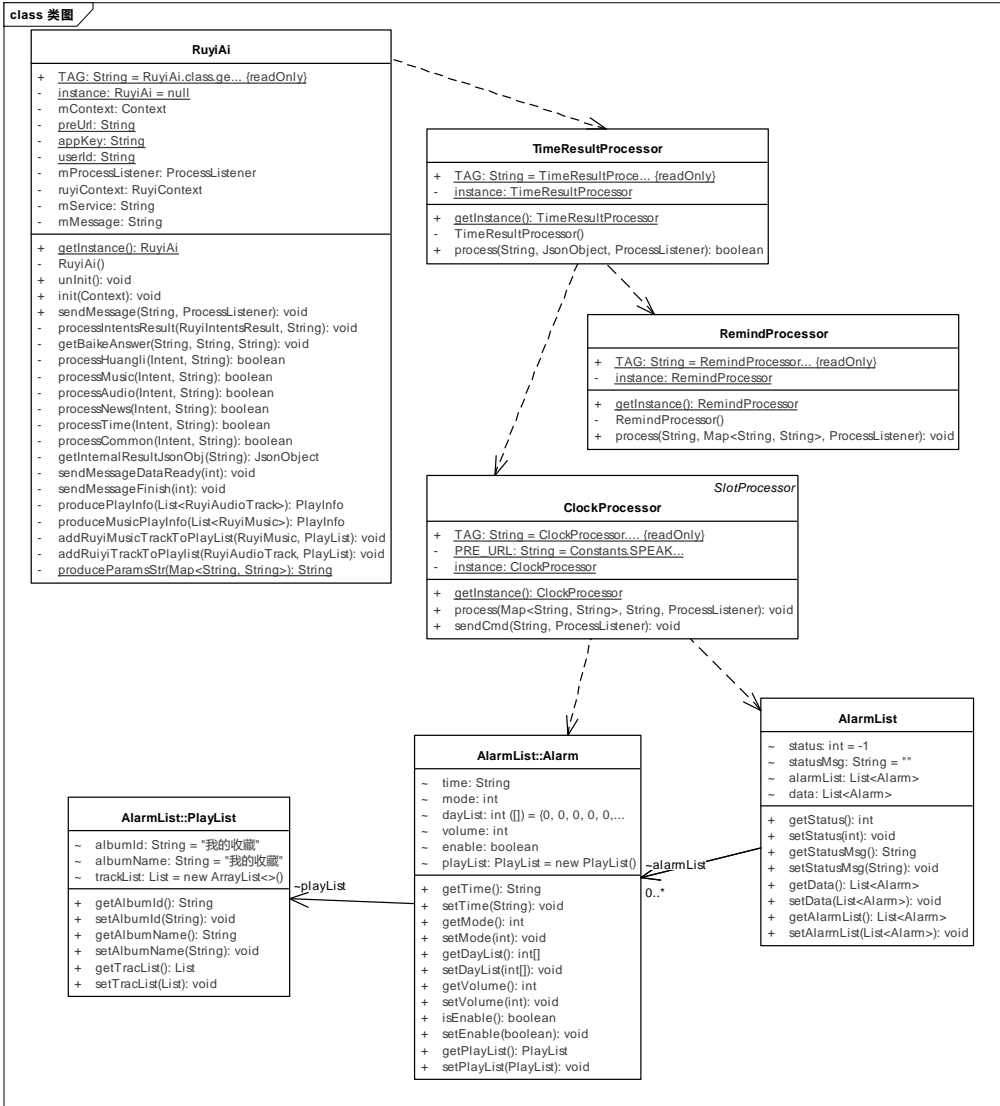 class 类图
RuyiAi
+ TAG: String = RuyiAi.class.ge... {readOnly}
- instance: RuyiAi = null
- mContext: Context
- preUrl: String
- appKey: String
- userId: String
- mProcessListener: ProcessListener
- ruyiContext: RuyiContext
- mService: String
- mMessage: String
+ getInstance(): RuyiAi
- RuyiAi()
+ unInit(): void
+ init(Context): void
+ sendMessage(String, ProcessListener): void
- processIntentsResult(RuyiIntentsResult, String): void
- getBaikeAnswer(String, String, String): void
- processHuangli(Intent, String): boolean
- processMusic(Intent, String): boolean
- processAudio(Intent, String): boolean
- processNews(Intent, String): boolean
- processTime(Intent, String): boolean
- processCommon(Intent, String): boolean
- getInternalResultJsonObj(String): JsonObject
- sendMessageDataReady(int): void
- sendMessageFinish(int): void
- producePlayInfo(List<RuyiAudioTrack>): PlayInfo
- produceMusicPlayInfo(List<RuyiMusic>): PlayInfo
- addRuyiMusicTrackToPlayList(RuyiMusic, PlayList): void
- addRuiyiTrackToPlaylist(RuyiAudioTrack, PlayList): void
- produceParamsStr(Map<String, String>): String
TimeResultProcessor
+ TAG: String = TimeResultProce... {readOnly}
- instance: TimeResultProcessor
+ getInstance(): TimeResultProcessor
- TimeResultProcessor()
+ process(String, JsonObject, ProcessListener): boolean
RemindProcessor
+ TAG: String = RemindProcessor... {readOnly}
- instance: RemindProcessor
+ getInstance(): RemindProcessor
- RemindProcessor()
+ process(String, Map<String, String>, ProcessListener): void
SlotProcessor
ClockProcessor
+ TAG: String = ClockProcessor.... {readOnly}
- PRE_URL: String = Constants.SPEAK...
- instance: ClockProcessor
+ getInstance(): ClockProcessor
+ process(Map<String, String>, String, ProcessListener): void
+ sendCmd(String, ProcessListener): void
AlarmList
~ status: int = -1
~ statusMsg: String = ""
~ alarmList: List<Alarm>
~ data: List<Alarm>
+ getStatus(): int
+ setStatus(int): void
+ getStatusMsg(): String
+ setStatusMsg(String): void
+ getData(): List<Alarm>
+ setData(List<Alarm>): void
+ getAlarmList(): List<Alarm>
+ setAlarmList(List<Alarm>): void
AlarmList::Alarm
~ time: String
~ mode: int
~ dayList: int ([]) = {0, 0, 0, 0, 0,...
~ volume: int
~ enable: boolean
~ playList: PlayList = new PlayList()
+ getTime(): String
+ setTime(String): void
+ getMode(): int
+ setMode(int): void
+ getDayList(): int[]
+ setDayList(int[]): void
+ getVolume(): int
+ setVolume(int): void
+ isEnable(): boolean
+ setEnable(boolean): void
+ getPlayList(): PlayList
+ setPlayList(PlayList): void
~alarmList
0..*
AlarmList::PlayList
~ albumId: String = "我的收藏"
~ albumName: String = "我的收藏"
~ trackList: List = new ArrayList<>()
+ getAlbumId(): String
+ setAlbumId(String): void
+ getAlbumName(): String
+ setAlbumName(String): void
+ getTracList(): List
+ setTracList(List): void
~playList